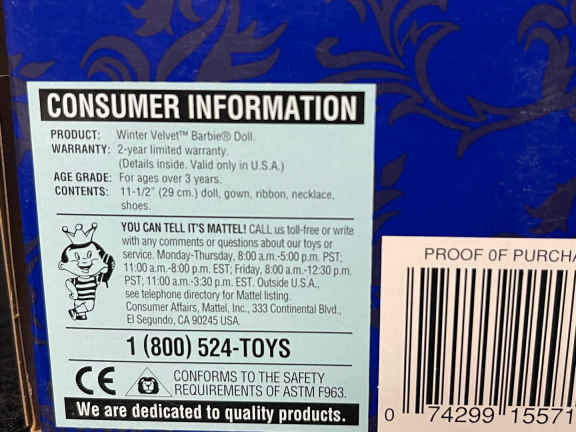 CONSUMER INFORMATION
PRODUCT: Winter Velvet™ Barbie® Doll.
WARRANTY: 2-year limited warranty.
(Details inside. Valid only in U.S.A.)
AGE GRADE: For ages over 3 years.
CONTENTS: 11-1/2" (29 cm.) doll, gown, ribbon, necklace,
shoes.
YOU CAN TELL IT'S MATTEL! CALL us toll-free or write
with any comments or questions about our toys or
service. Monday-Thursday, 8:00 a.m.-5:00 p.m. PST;
11:00 a.m.-8:00 p.m. EST; Friday, 8:00 a.m.-12:30 p.m.
PST; 11:00 a.m.-3:30 p.m. EST. Outside U.S.A.,
see telephone directory for Mattel listing.
Consumer Affairs, Mattel, Inc., 333 Continental Blvd.,
El Segundo, CA 90245 USA.
1 (800) 524-TOYS
CE
CONFORMS TO THE SAFETY
REQUIREMENTS OF ASTM F963.
We are dedicated to quality products.
PROOF OF PURCHA
0 74299 15571